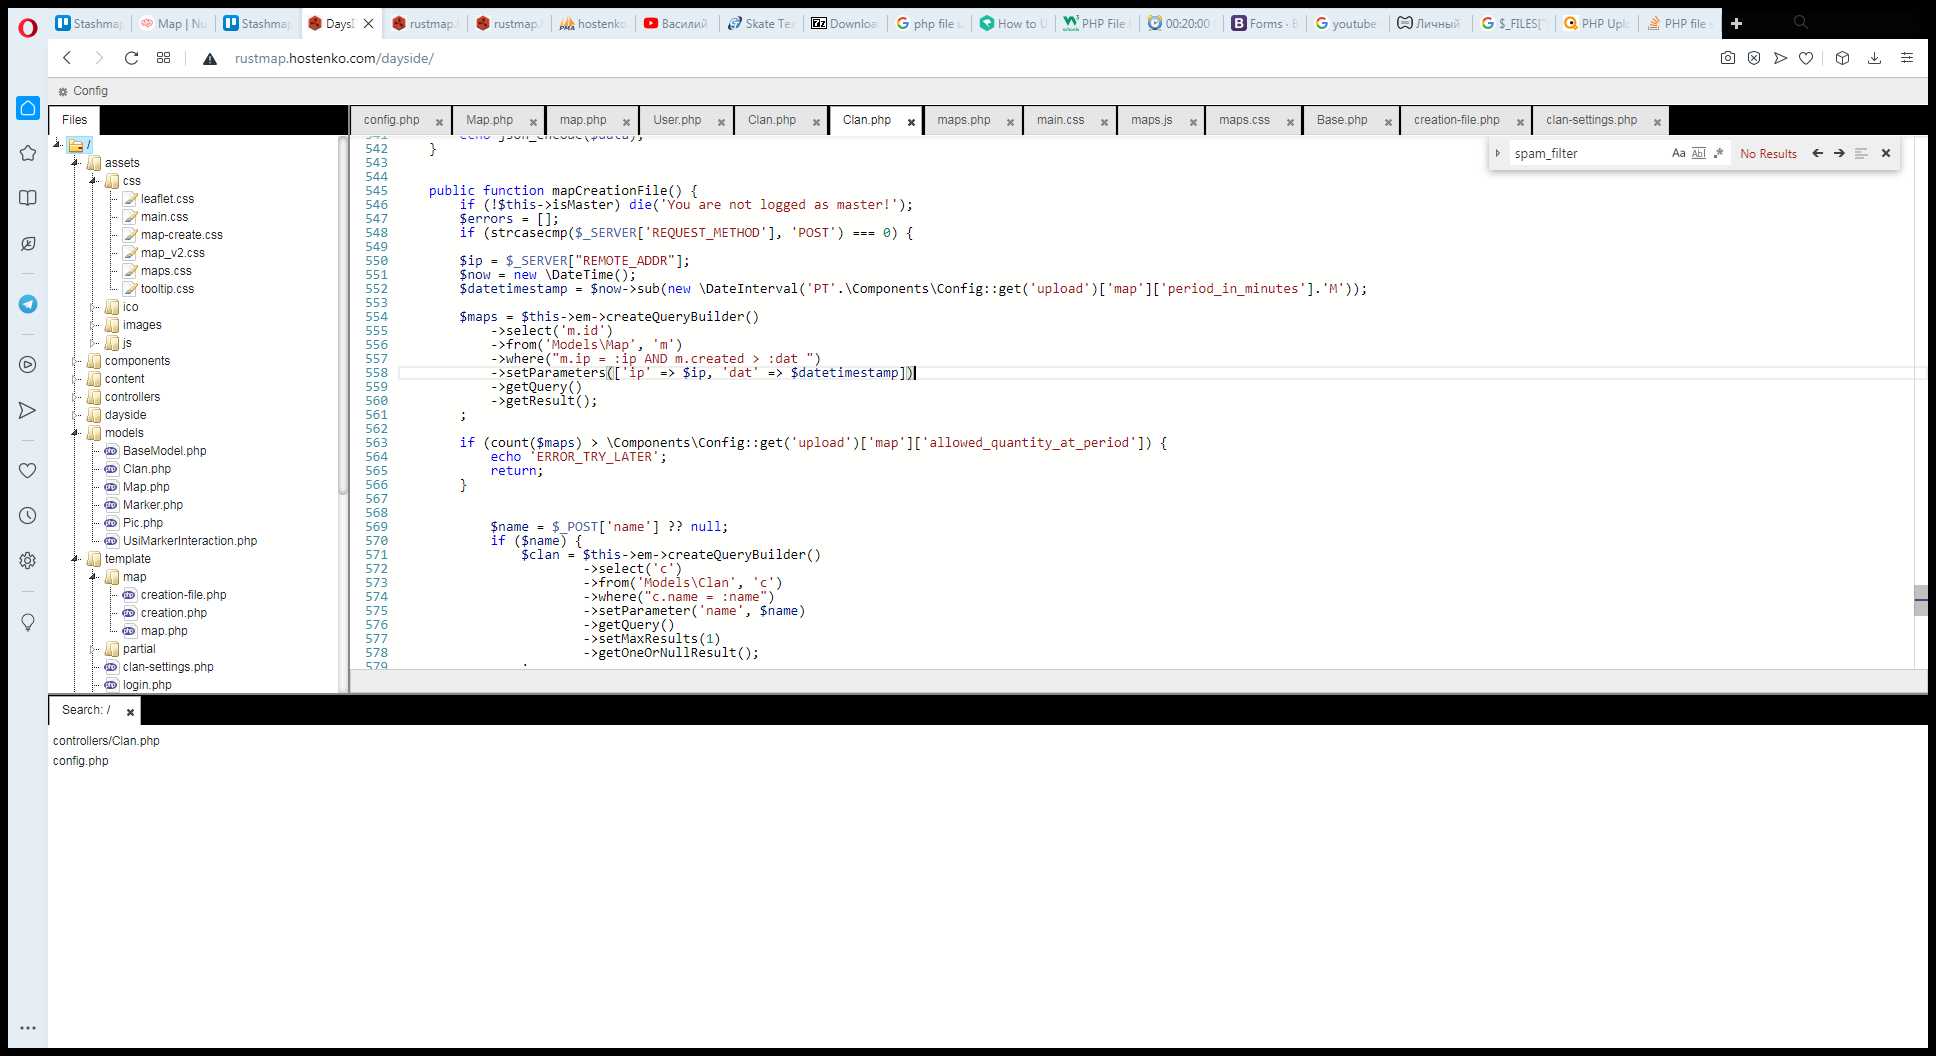 Stashmap
Map | Nu
Stashmap
Days
rustmap.
rustmap.
hostenko
Василий
Skate Te
Downloa
php file u
How to U
PHP File
00:20:00
Forms - B
youtube
Личный
$_FILES["
PHP Uplo
PHP file
rustmap.hostenko.com/dayside/
Config
Files
config.php
Map.php
map.php
User.php
Clan.php
Clan.php
maps.php
main.css
maps.js
maps.css
Base.php
creation-file.php
clan-settings.php
/
assets
css
leaflet.css
main.css
map-create.css
map_v2.css
maps.css
tooltip.css
ico
images
js
components
content
controllers
dayside
models
BaseModel.php
Clan.php
Map.php
Marker.php
Pic.php
UsiMarkerInteraction.php
template
map
creation-file.php
creation.php
map.php
partial
clan-settings.php
login.php
spam_filter
Aa Abl .* No Results
541 echo json_encode($data);
542 }
543
544
545 public function mapCreationFile() {
546 if (!$this->isMaster) die('You are not logged as master!');
547 $errors = [];
548 if (strcasecmp($_SERVER['REQUEST_METHOD'], 'POST') === 0) {
549
550 $ip = $_SERVER["REMOTE_ADDR"];
551 $now = new \DateTime();
552 $datetimestamp = $now->sub(new \DateInterval('PT'.\Components\Config::get('upload')['map']['period_in_minutes'].'M'));
553
554 $maps = $this->em->createQueryBuilder()
555 ->select('m.id')
556 ->from('Models\Map', 'm')
557 ->where("m.ip = :ip AND m.created > :dat ")
558 ->setParameters(['ip' => $ip, 'dat' => $datetimestamp])
559 ->getQuery()
560 ->getResult();
561 ;
562
563 if (count($maps) > \Components\Config::get('upload')['map']['allowed_quantity_at_period']) {
564 echo 'ERROR_TRY_LATER';
565 return;
566 }
567
568
569 $name = $_POST['name'] ?? null;
570 if ($name) {
571 $clan = $this->em->createQueryBuilder()
572 ->select('c')
573 ->from('Models\Clan', 'c')
574 ->where("c.name = :name")
575 ->setParameter('name', $name)
576 ->getQuery()
577 ->setMaxResults(1)
578 ->getOneOrNullResult();
579
Search: /
controllers/Clan.php
config.php